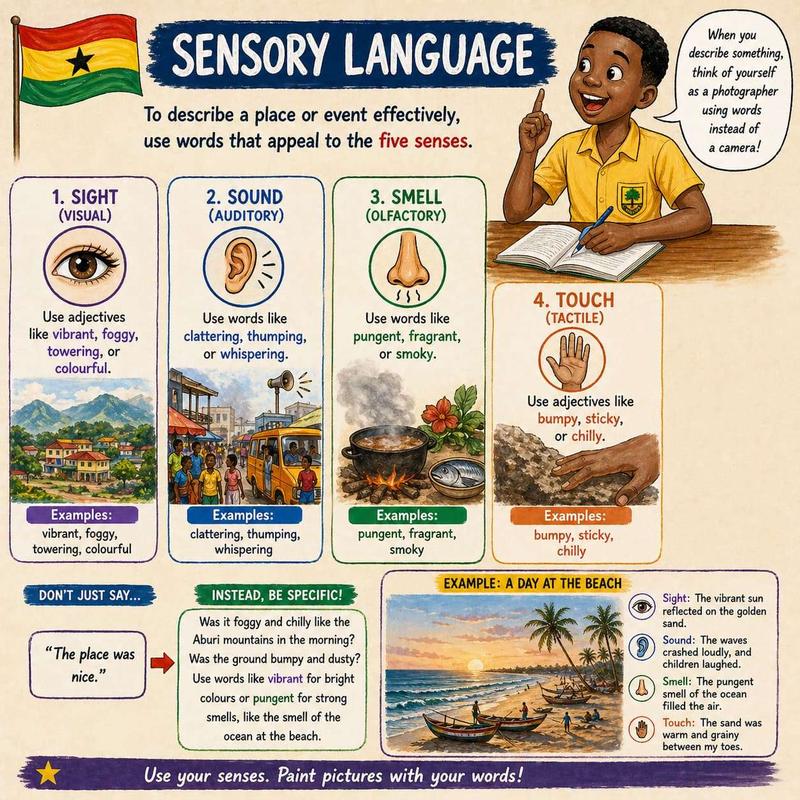 SENSORY LANGUAGE
To describe a place or event effectively,
use words that appeal to the five senses.
When you
describe something,
think of yourself
as a photographer
using words
instead of
a camera!
1. SIGHT
(VISUAL)
Use adjectives
like vibrant, foggy,
towering, or
colourful.
Examples:
vibrant, foggy,
towering, colourful
2. SOUND
(AUDITORY)
Use words like
clattering, thumping,
or whispering.
Examples:
clattering, thumping,
whispering
3. SMELL
(OLFACTORY)
Use words like
pungent, fragrant,
or smoky.
Examples:
pungent, fragrant,
smoky
4. TOUCH
(TACTILE)
Use adjectives like
bumpy, sticky,
or chilly.
Examples:
bumpy, sticky,
chilly
DON'T JUST SAY...
"The place was
nice."
INSTEAD, BE SPECIFIC!
Was it foggy and chilly like the
Aburi mountains in the morning?
Was the ground bumpy and dusty?
Use words like vibrant for bright
colours or pungent for strong
smells, like the smell of the
ocean at the beach.
EXAMPLE: A DAY AT THE BEACH
Sight: The vibrant sun
reflected on the golden
sand.
Sound: The waves
crashed loudly, and
children laughed.
Smell: The pungent
smell of the ocean
filled the air.
Touch: The sand was
warm and grainy
between my toes.
Use your senses. Paint pictures with your words!